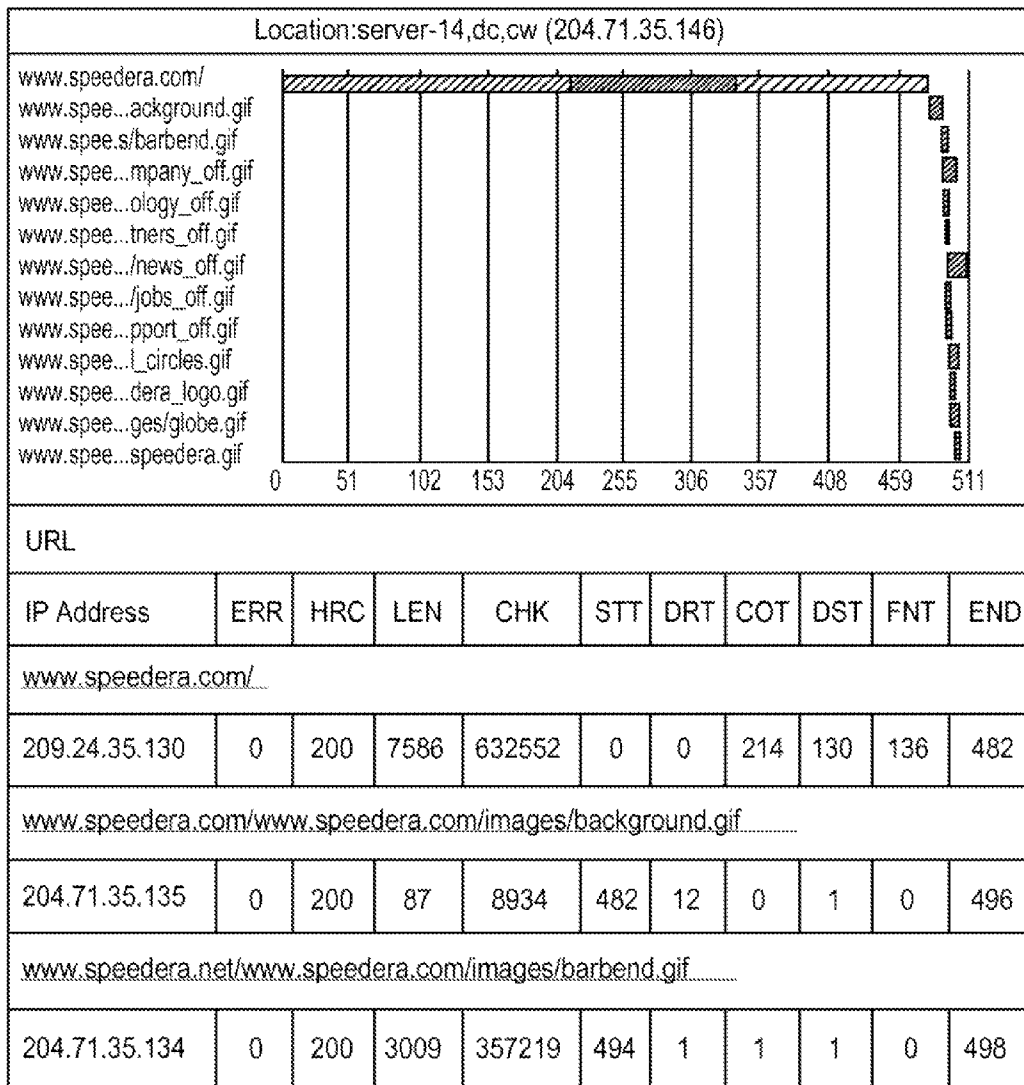 Location:server-14,dc,cw (204.71.35.146)
www.speedera.com/
www.spee...ackground.gif
www.spee.s/barbend.gif
www.spee...mpany_off.gif
www.spee...ology_off.gif
www.spee...tners_off.gif
www.spee.../news_off.gif
www.spee.../jobs_off.gif
www.spee...pport_off.gif
www.spee...l_circles.gif
www.spee...dera_logo.gif
www.spee...ges/globe.gif
www.spee...speedera.gif
0 51 102 153 204 255 306 357 408 459 511
URL
IP Address ERR HRC LEN CHK STT DRT COT DST FNT END
www.speedera.com/
209.24.35.130 0 200 7586 632552 0 0 214 130 136 482
www.speedera.com/www.speedera.com/images/background.gif
204.71.35.135 0 200 87 8934 482 12 0 1 0 496
www.speedera.net/www.speedera.com/images/barbend.gif
204.71.35.134 0 200 3009 357219 494 1 1 1 0 498